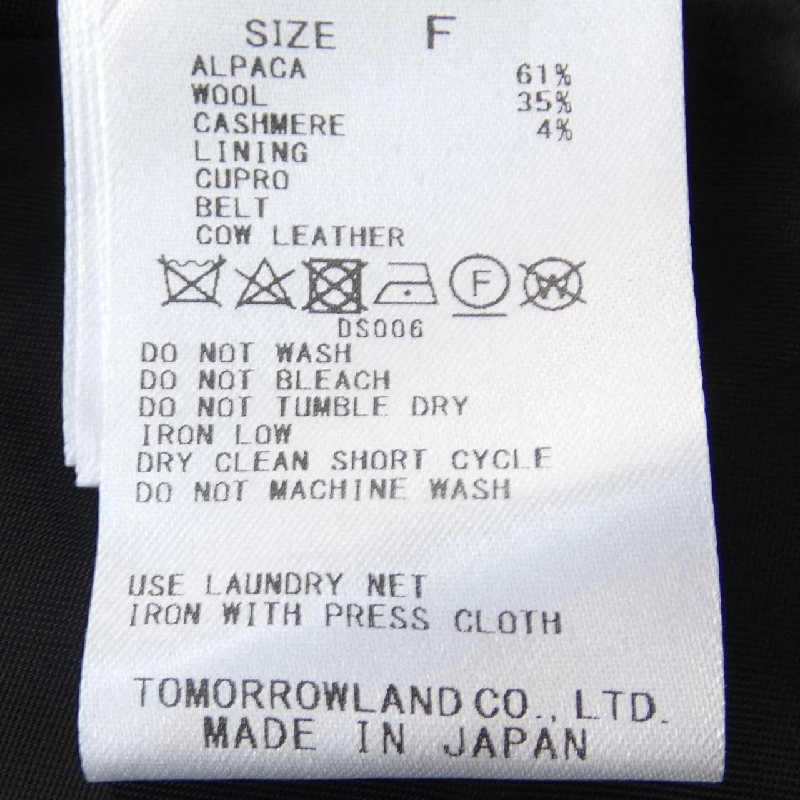 SIZE F
ALPACA 61%
WOOL 35%
CASHMERE 4%
LINING
CUPRO
BELT
COW LEATHER
F W
DS006
DO NOT WASH
DO NOT BLEACH
DO NOT TUMBLE DRY
IRON LOW
DRY CLEAN SHORT CYCLE
DO NOT MACHINE WASH
USE LAUNDRY NET
IRON WITH PRESS CLOTH
TOMORROWLAND CO., LTD.
MADE IN JAPAN